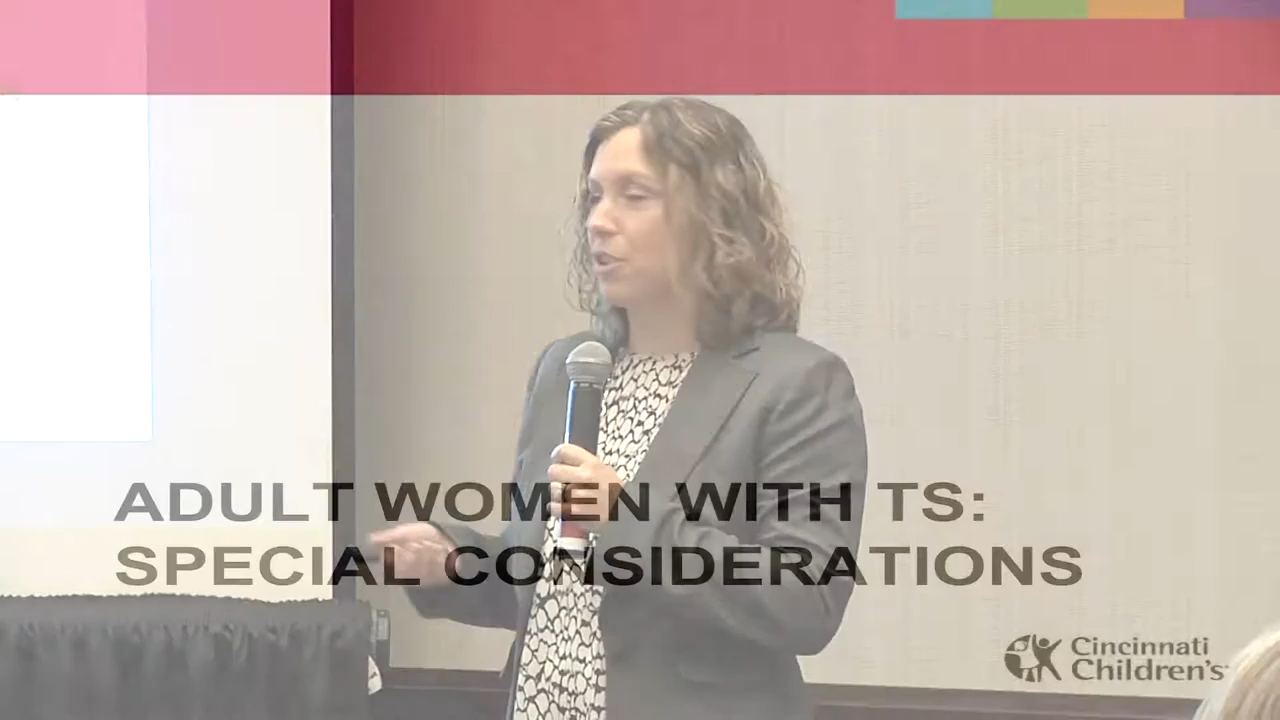 ADULT WOMEN WITH TS:
SPECIAL CONSIDERATIONS
Cincinnati
Children's